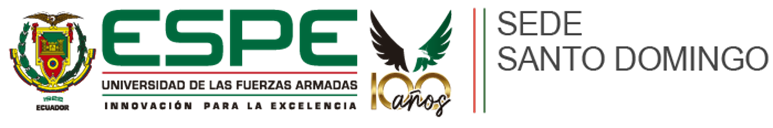 ESPE
UNIVERSIDAD DE LAS FUERZAS ARMADAS
INNOVACIÓN PARA LA EXCELENCIA
ECUADOR
100
años
SEDE
SANTO DOMINGO